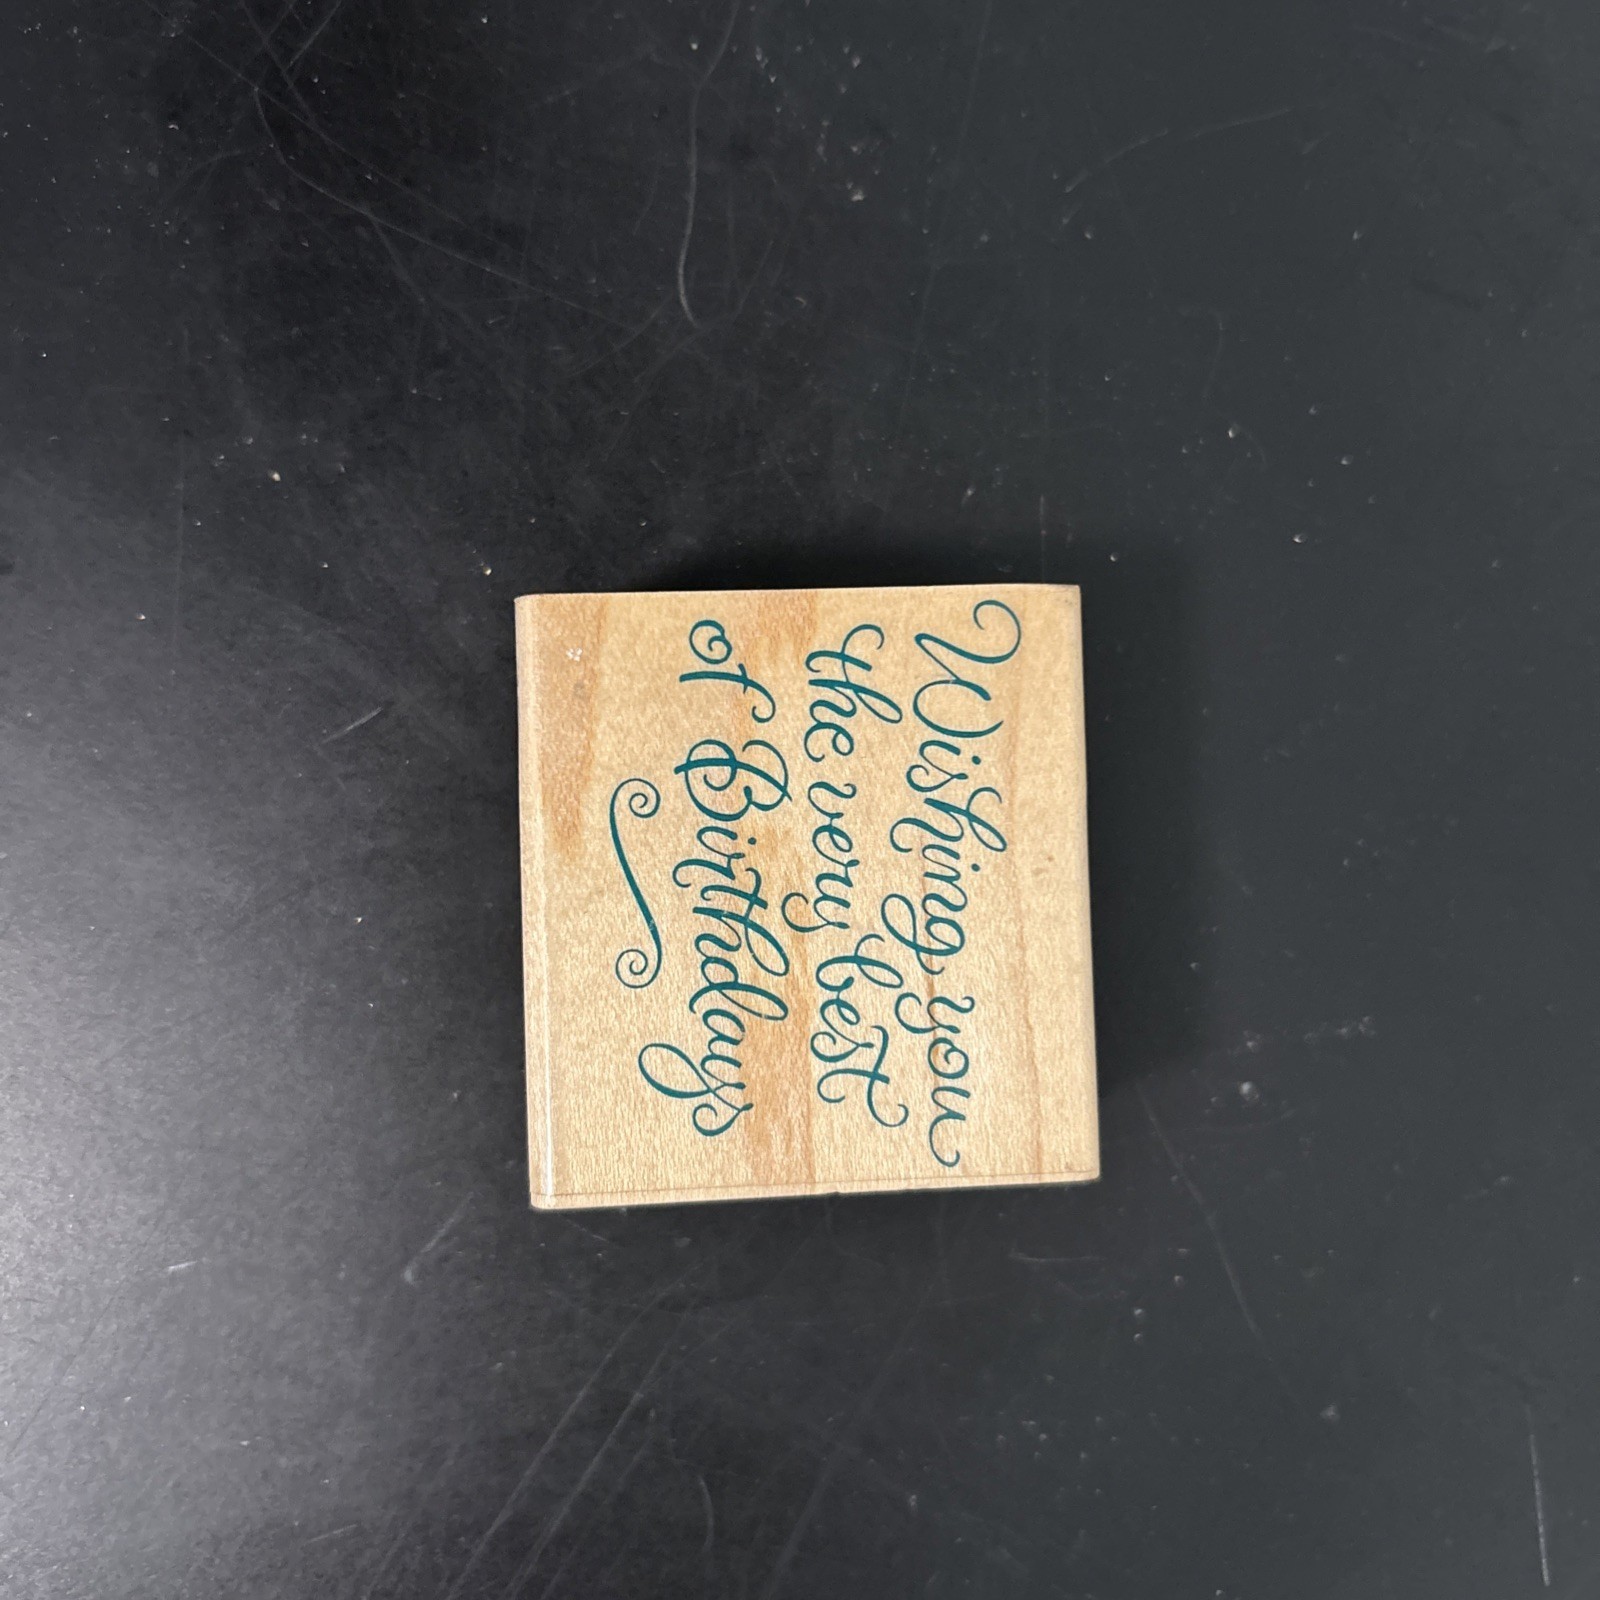 Wishing you
the very best
of Birthdays